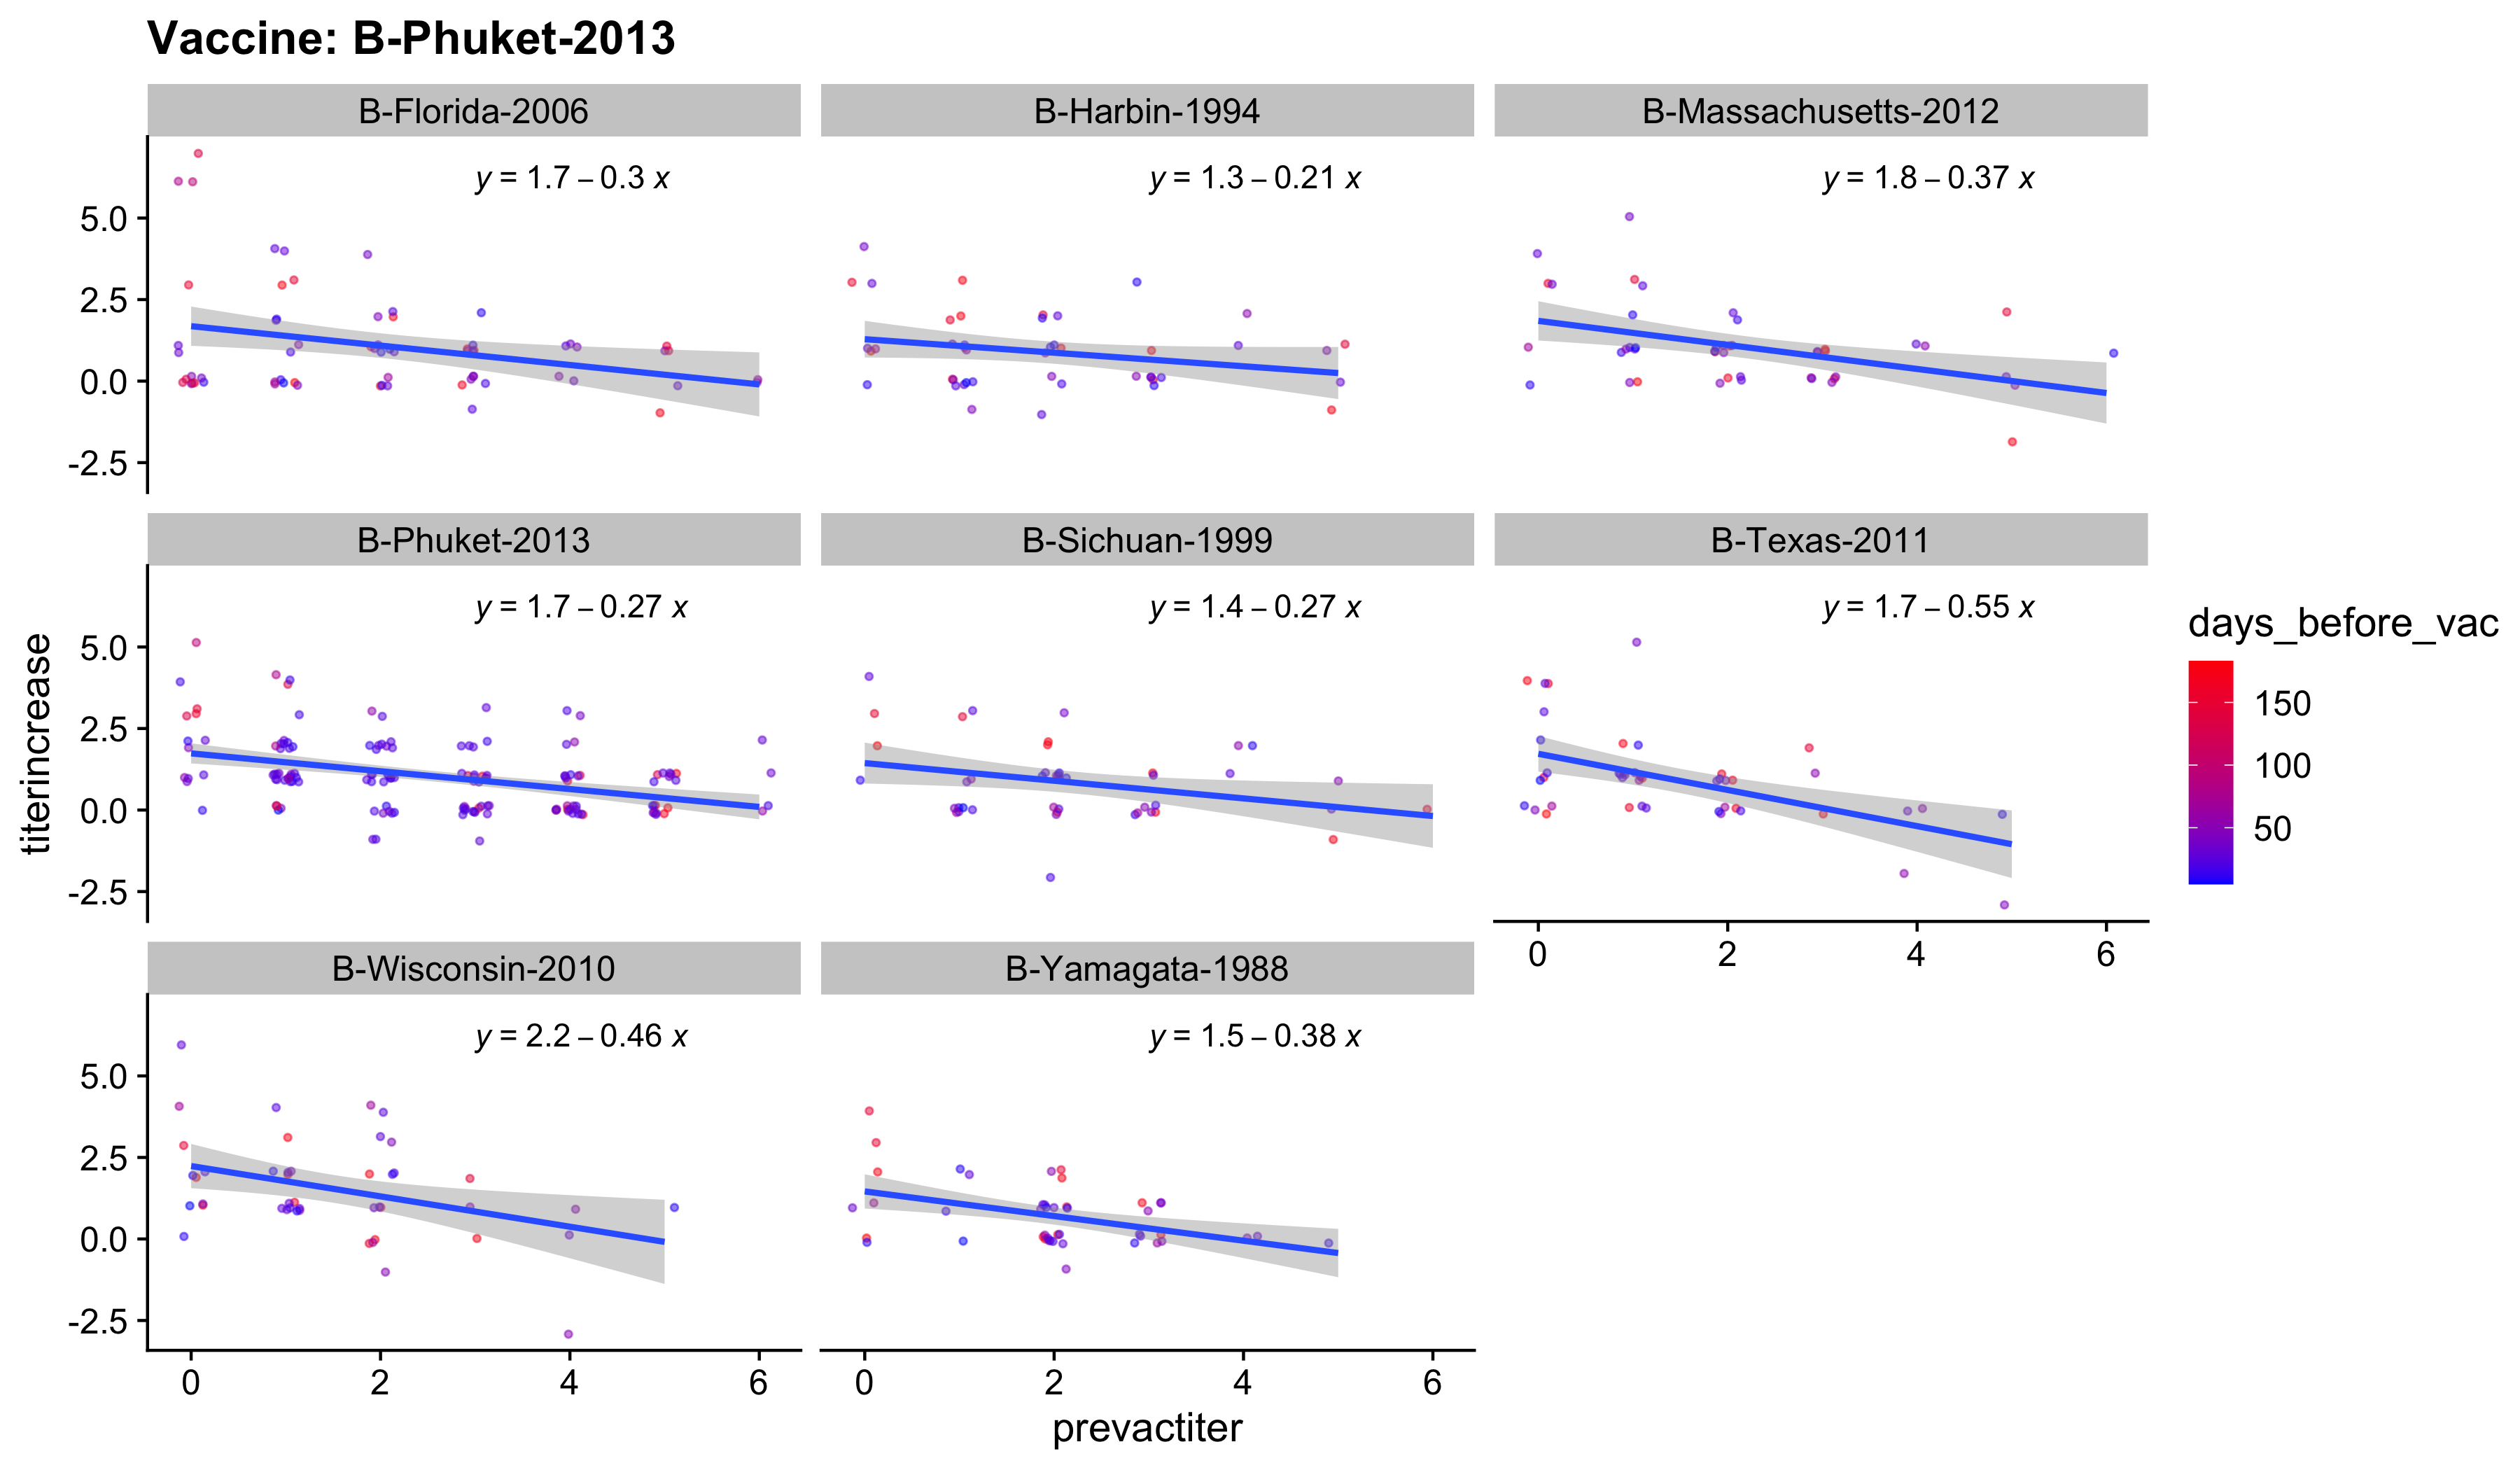 Vaccine: B-Phuket-2013
B-Florida-2006
B-Harbin-1994
B-Massachusetts-2012
y = 1.7 – 0.3 x
y = 1.3 – 0.21 x
y = 1.8 – 0.37 x
5.0
2.5
0.0
-2.5
B-Phuket-2013
B-Sichuan-1999
B-Texas-2011
y = 1.7 – 0.27 x
y = 1.4 – 0.27 x
y = 1.7 – 0.55 x
5.0
2.5
0.0
-2.5
0 2 4 6
titerincrease
days_before_vac
150
100
50
B-Wisconsin-2010
B-Yamagata-1988
y = 2.2 – 0.46 x
y = 1.5 – 0.38 x
5.0
2.5
0.0
-2.5
0 2 4 6
0 2 4 6
prevactiter